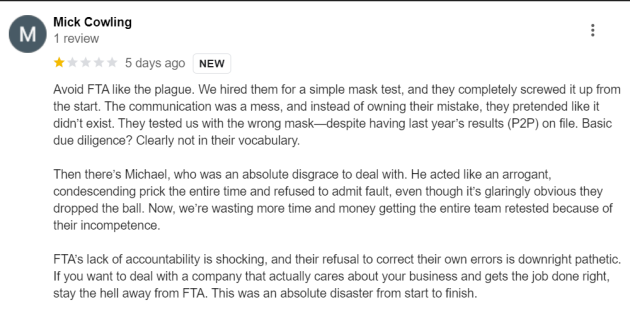 M
Mick Cowling
1 review
5 days ago NEW
Avoid FTA like the plague. We hired them for a simple mask test, and they completely screwed it up from
the start. The communication was a mess, and instead of owning their mistake, they pretended like it
didn't exist. They tested us with the wrong mask—despite having last year's results (P2P) on file. Basic
due diligence? Clearly not in their vocabulary.
Then there's Michael, who was an absolute disgrace to deal with. He acted like an arrogant,
condescending prick the entire time and refused to admit fault, even though it's glaringly obvious they
dropped the ball. Now, we're wasting more time and money getting the entire team retested because of
their incompetence.
FTA's lack of accountability is shocking, and their refusal to correct their own errors is downright pathetic.
If you want to deal with a company that actually cares about your business and gets the job done right,
stay the hell away from FTA. This was an absolute disaster from start to finish.